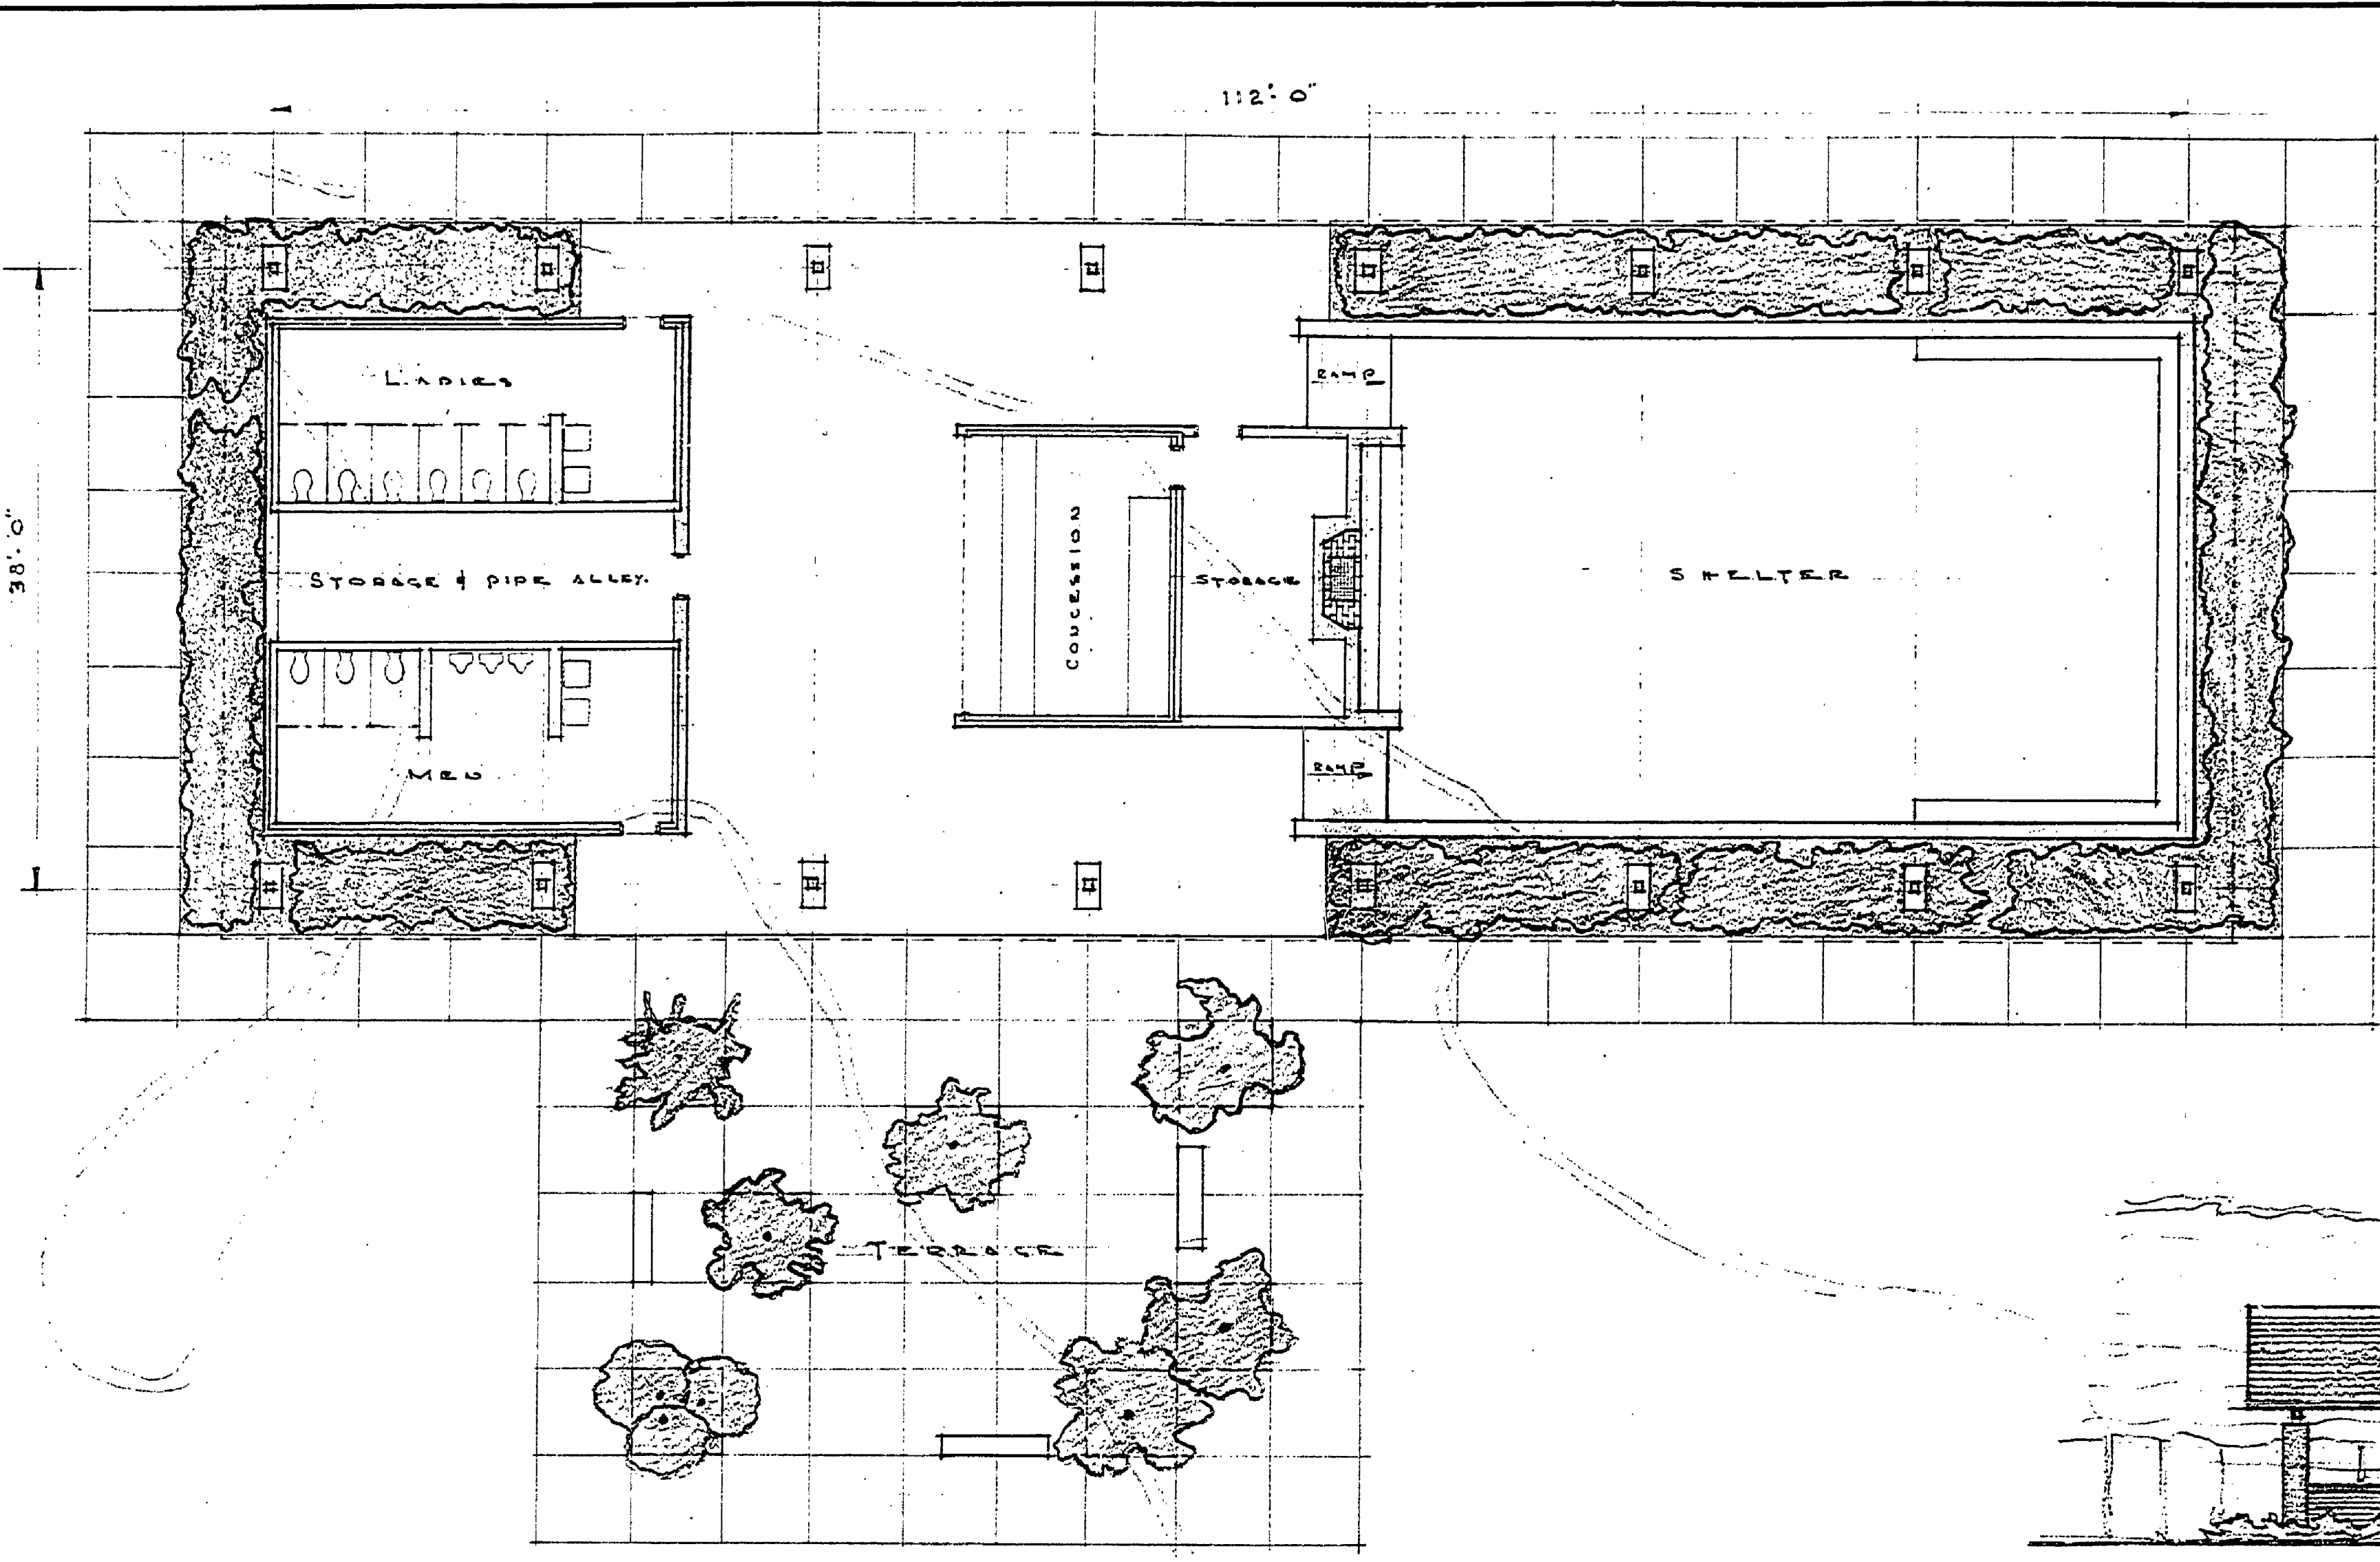 112'-0"
38'-0"
LADIES
RAMP
STORAGE & PIPE ALLEY.
CONCESSION
STORAGE
SHELTER
MEN
RAMP
TERRACE